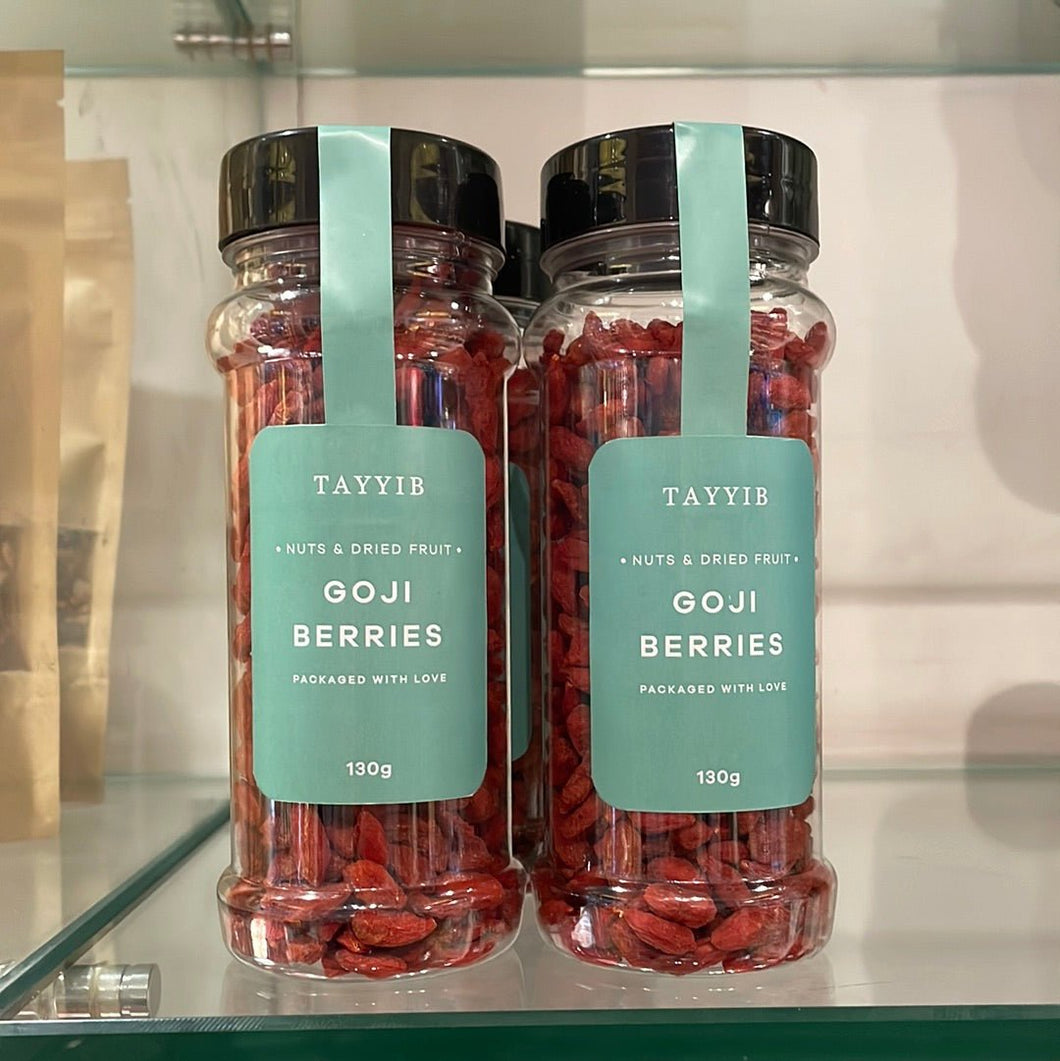 TAYYIB
• NUTS & DRIED FRUIT •
GOJI
BERRIES
PACKAGED WITH LOVE
130g
TAYYIB
• NUTS & DRIED FRUIT •
GOJI
BERRIES
PACKAGED WITH LOVE
130g